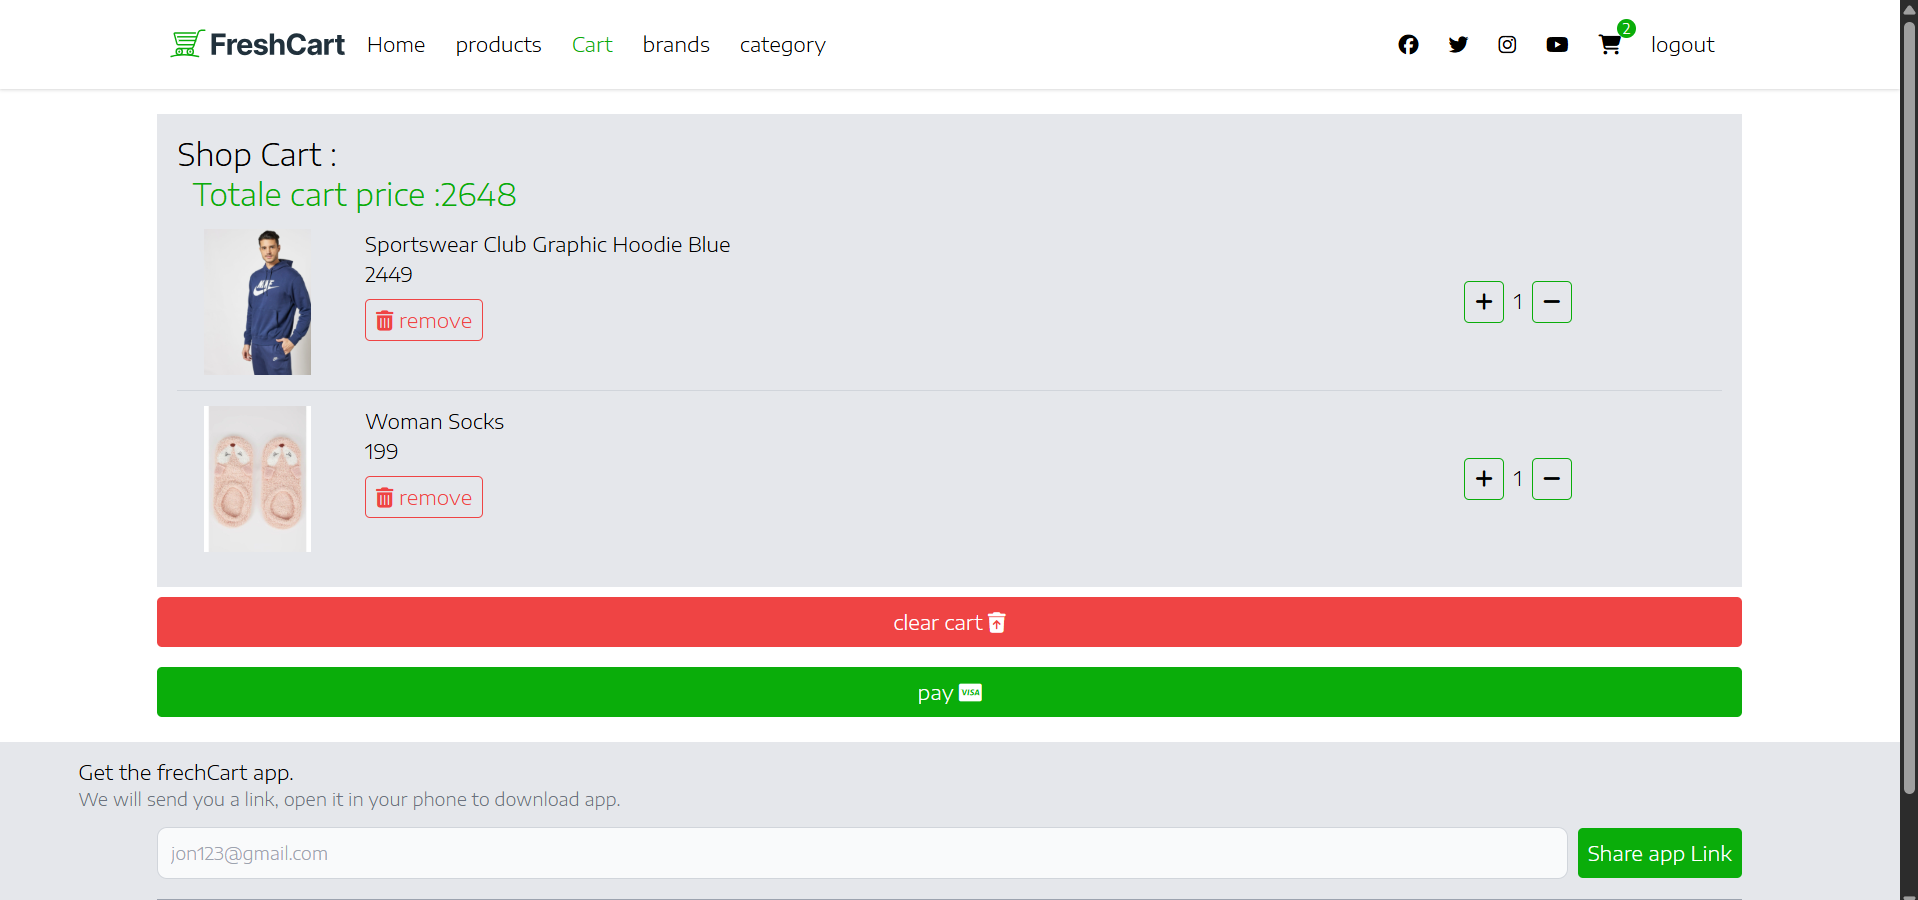 FreshCart Home products Cart brands category 2 logout
Shop Cart :
Totale cart price :2648
Sportswear Club Graphic Hoodie Blue
2449
remove
+ 1 −
Woman Socks
199
remove
+ 1 −
clear cart
pay VISA
Get the frechCart app.
We will send you a link, open it in your phone to download app.
jon123@gmail.com
Share app Link